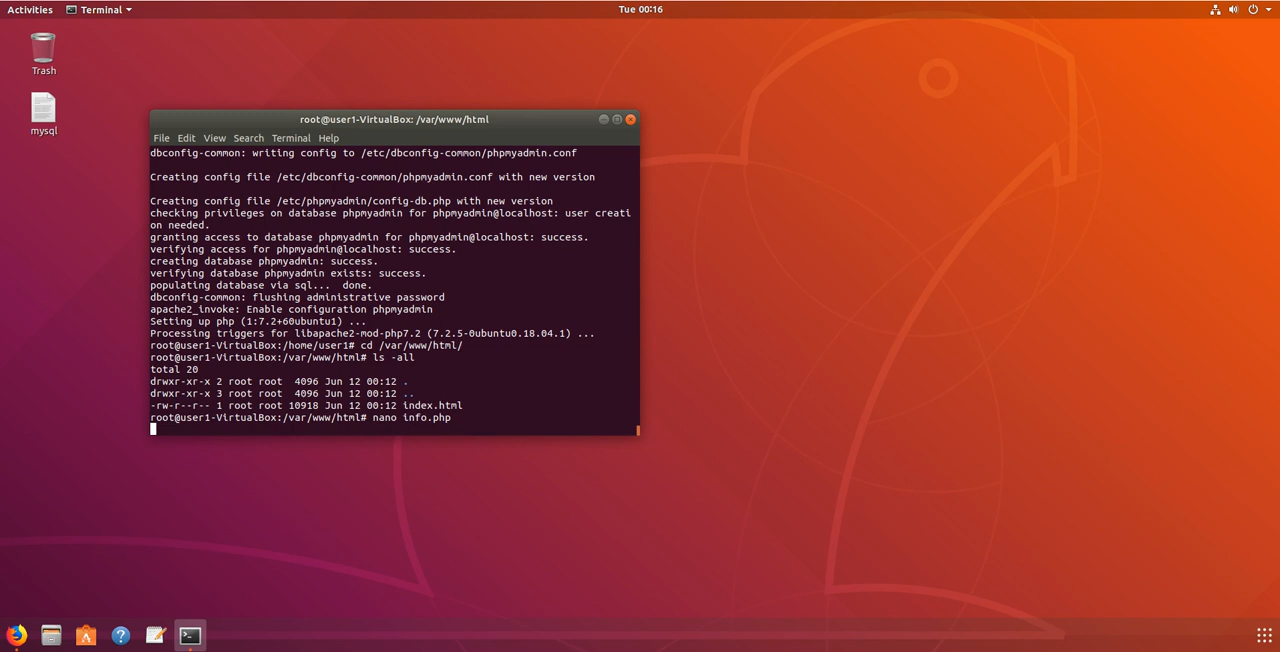 Activities
Terminal
Tue 00:16
Trash
mysql
root@user1-VirtualBox: /var/www/html
File Edit View Search Terminal Help
dbconfig-common: writing config to /etc/dbconfig-common/phpmyadmin.conf
Creating config file /etc/dbconfig-common/phpmyadmin.conf with new version
Creating config file /etc/phpmyadmin/config-db.php with new version
checking privileges on database phpmyadmin for phpmyadmin@localhost: user creati
on needed.
granting access to database phpmyadmin for phpmyadmin@localhost: success.
verifying access for phpmyadmin@localhost: success.
creating database phpmyadmin: success.
verifying database phpmyadmin exists: success.
populating database via sql...  done.
dbconfig-common: flushing administrative password
apache2_invoke: Enable configuration phpmyadmin
Setting up php (1:7.2+60ubuntu1) ...
Processing triggers for libapache2-mod-php7.2 (7.2.5-0ubuntu0.18.04.1) ...
root@user1-VirtualBox:/home/user1# cd /var/www/html/
root@user1-VirtualBox:/var/www/html# ls -all
total 20
drwxr-xr-x 2 root root  4096 Jun 12 00:12 .
drwxr-xr-x 3 root root  4096 Jun 12 00:12 ..
-rw-r--r-- 1 root root 10918 Jun 12 00:12 index.html
root@user1-VirtualBox:/var/www/html# nano info.php